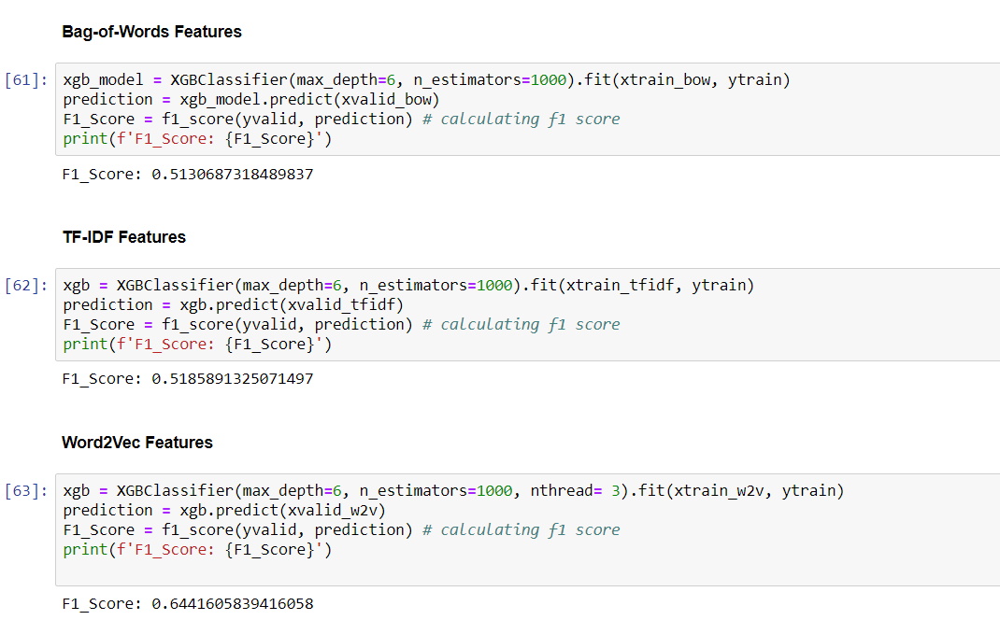 Bag-of-Words Features
[61]: xgb_model = XGBClassifier(max_depth=6, n_estimators=1000).fit(xtrain_bow, ytrain)
prediction = xgb_model.predict(xvalid_bow)
F1_Score = f1_score(yvalid, prediction) # calculating f1 score
print(f'F1_Score: {F1_Score}')
F1_Score: 0.5130687318489837
TF-IDF Features
[62]: xgb = XGBClassifier(max_depth=6, n_estimators=1000).fit(xtrain_tfidf, ytrain)
prediction = xgb.predict(xvalid_tfidf)
F1_Score = f1_score(yvalid, prediction) # calculating f1 score
print(f'F1_Score: {F1_Score}')
F1_Score: 0.5185891325071497
Word2Vec Features
[63]: xgb = XGBClassifier(max_depth=6, n_estimators=1000, nthread= 3).fit(xtrain_w2v, ytrain)
prediction = xgb.predict(xvalid_w2v)
F1_Score = f1_score(yvalid, prediction) # calculating f1 score
print(f'F1_Score: {F1_Score}')
F1_Score: 0.6441605839416058